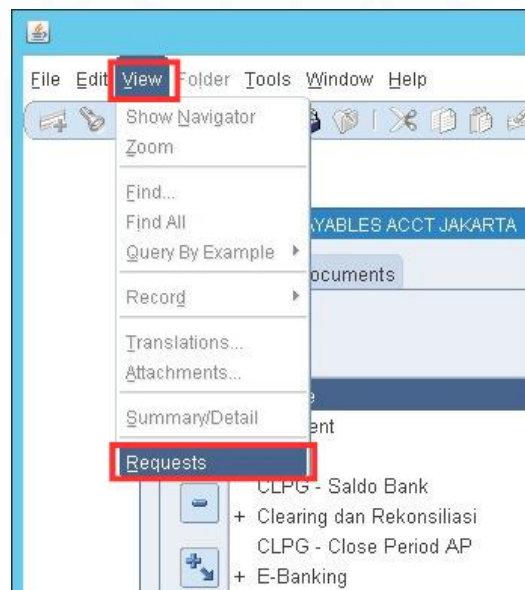 File Edit View Folder Tools Window Help
Show Navigator
Zoom
Find...
Find All
Query By Example
Record
Translations...
Attachments...
Summary/Detail
Requests
YABLES ACCT JAKARTA
ocuments
ent
CLPG - Saldo Bank
+ Clearing dan Rekonsiliasi
CLPG - Close Period AP
+ E-Banking